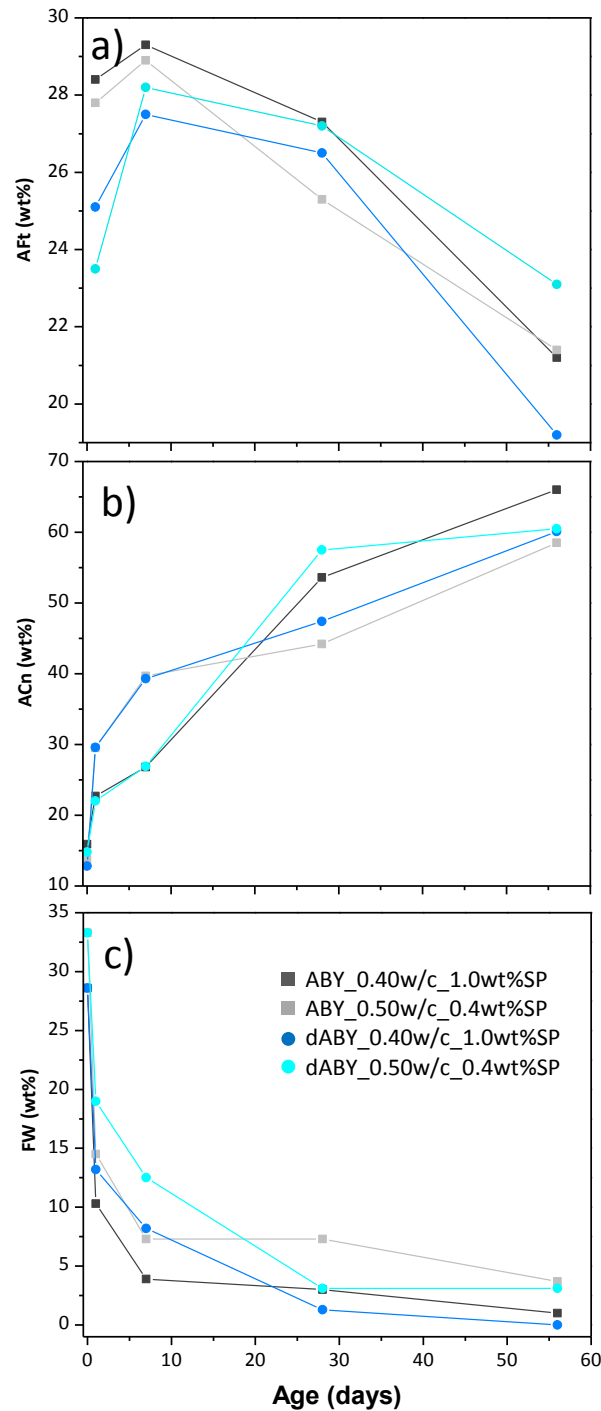 a)
AFt (wt%)
30
28
26
24
22
20
b)
ACn (wt%)
70
60
50
40
30
20
10
c)
FW (wt%)
35
30
25
20
15
10
5
0
ABY_0.40w/c_1.0wt%SP
ABY_0.50w/c_0.4wt%SP
dABY_0.40w/c_1.0wt%SP
dABY_0.50w/c_0.4wt%SP
0 10 20 30 40 50 60
Age (days)